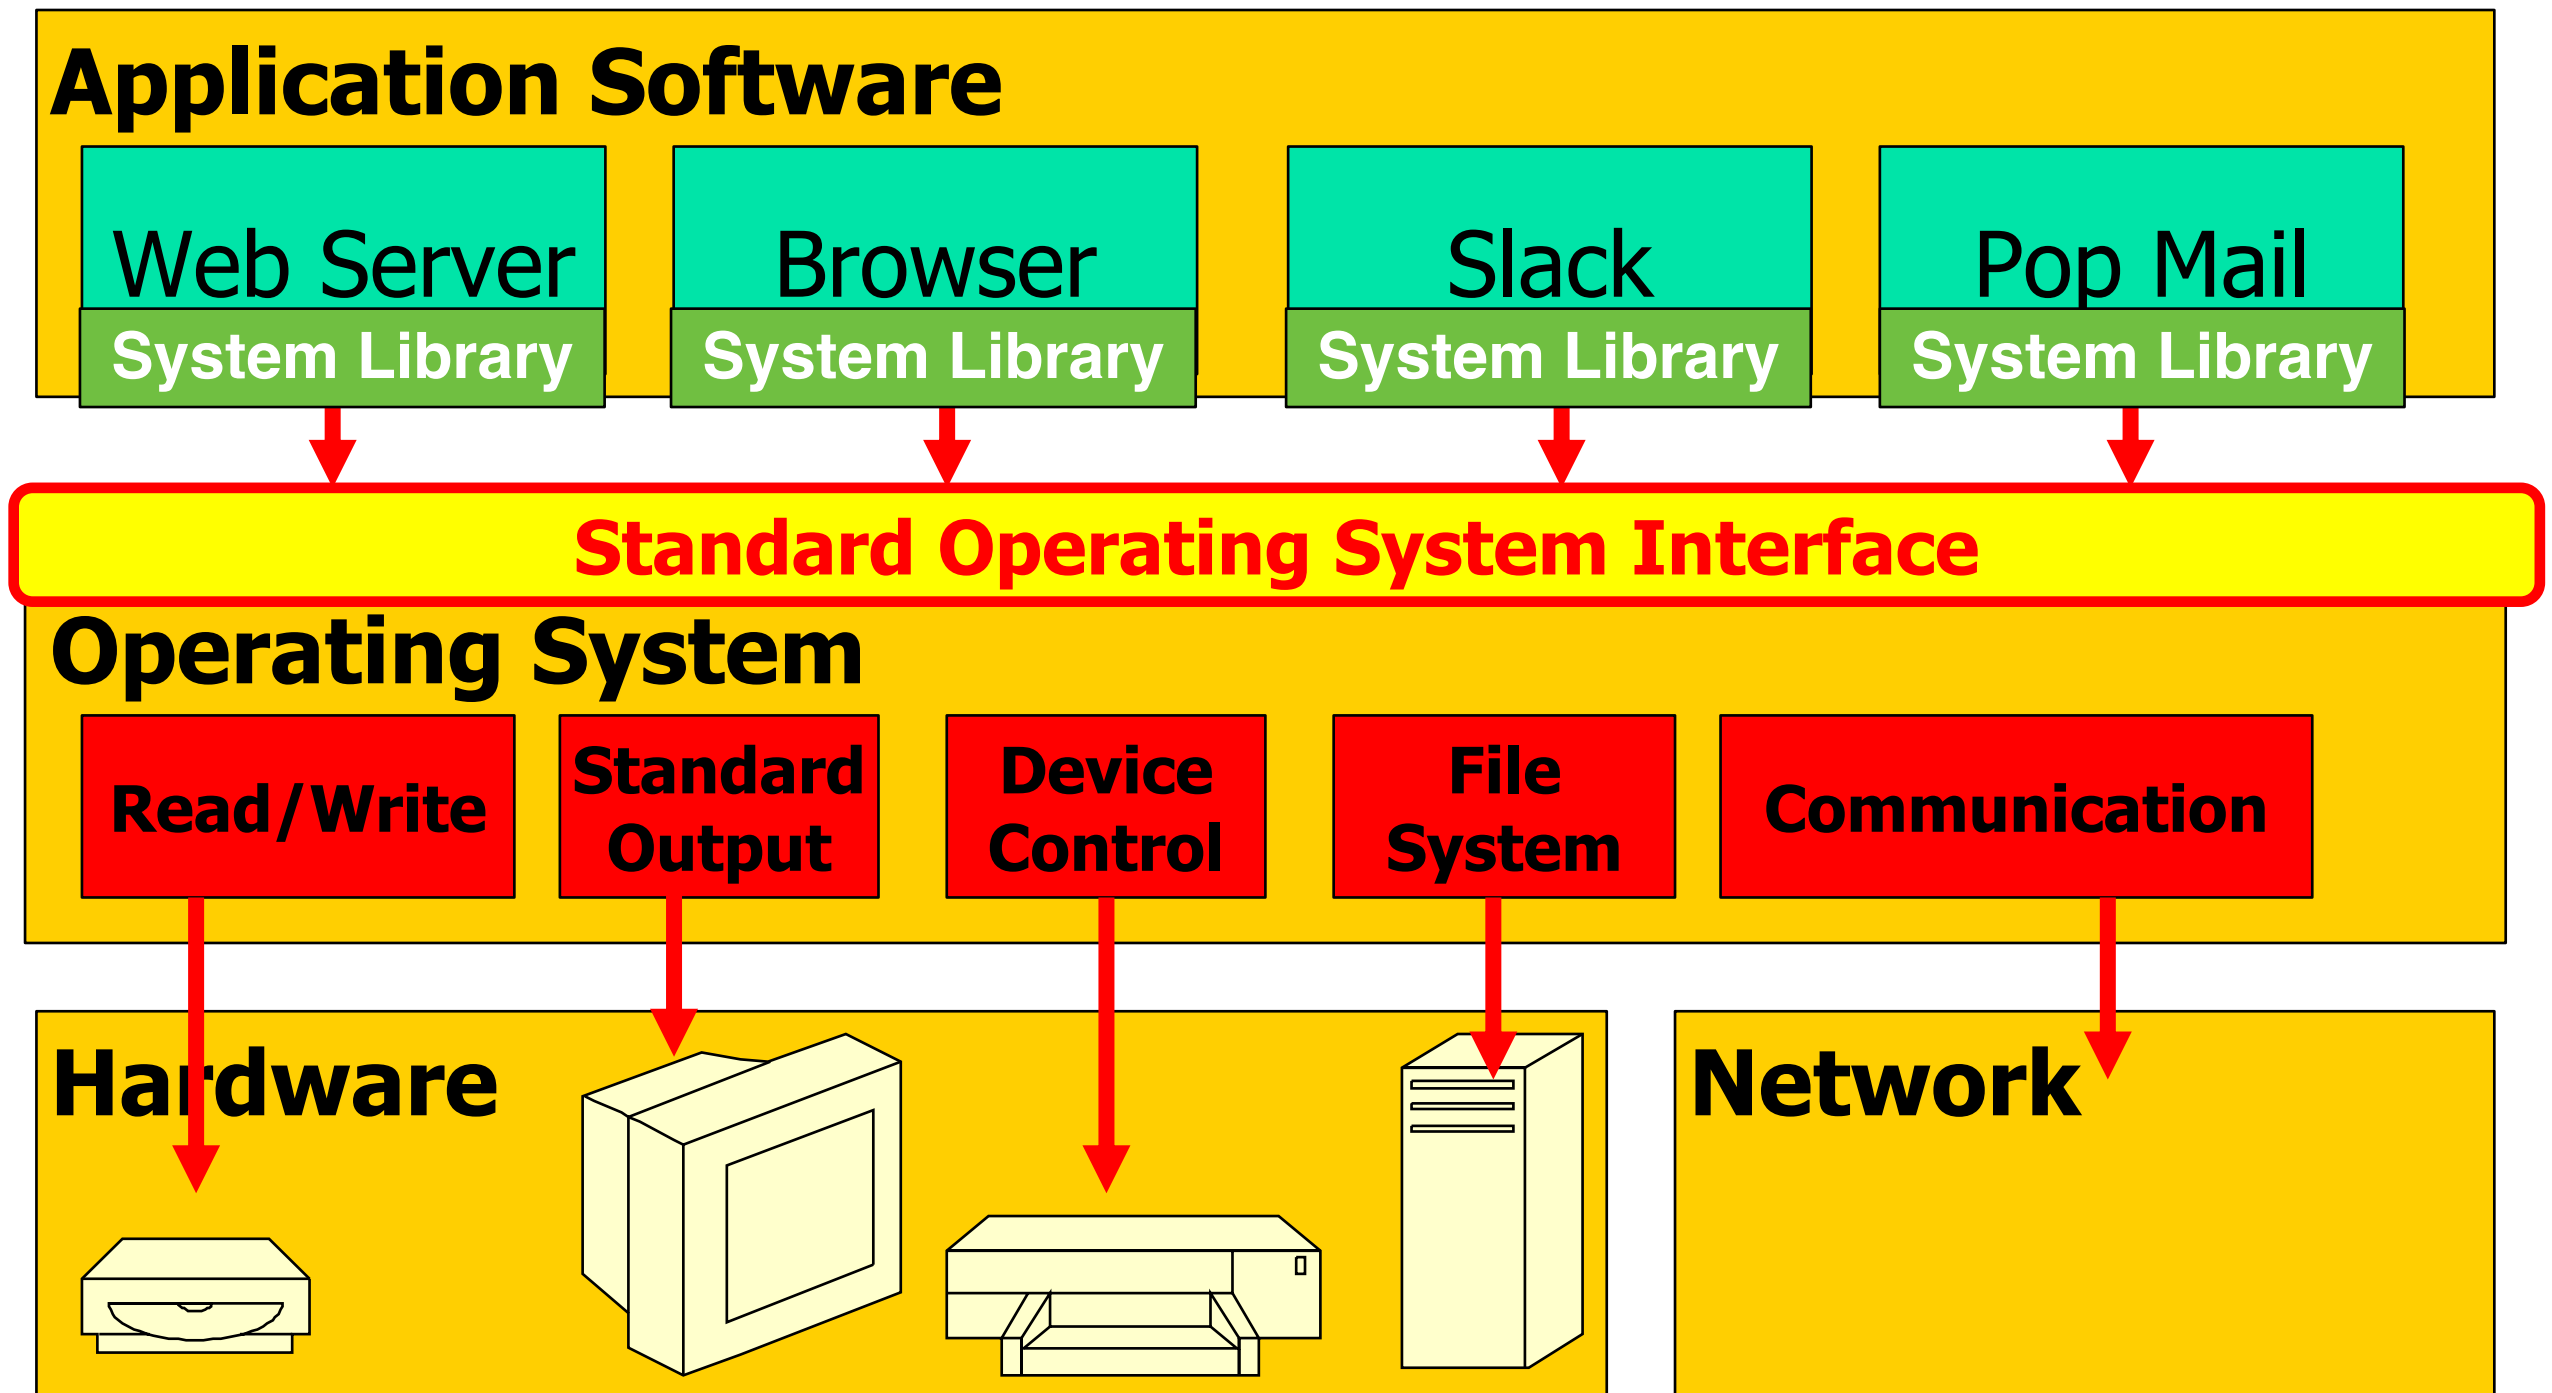 Application Software
Web Server
Browser
Slack
Pop Mail
System Library
System Library
System Library
System Library
Standard Operating System Interface
Operating System
Read/Write
Standard
Output
Device
Control
File
System
Communication
Hardware
Network